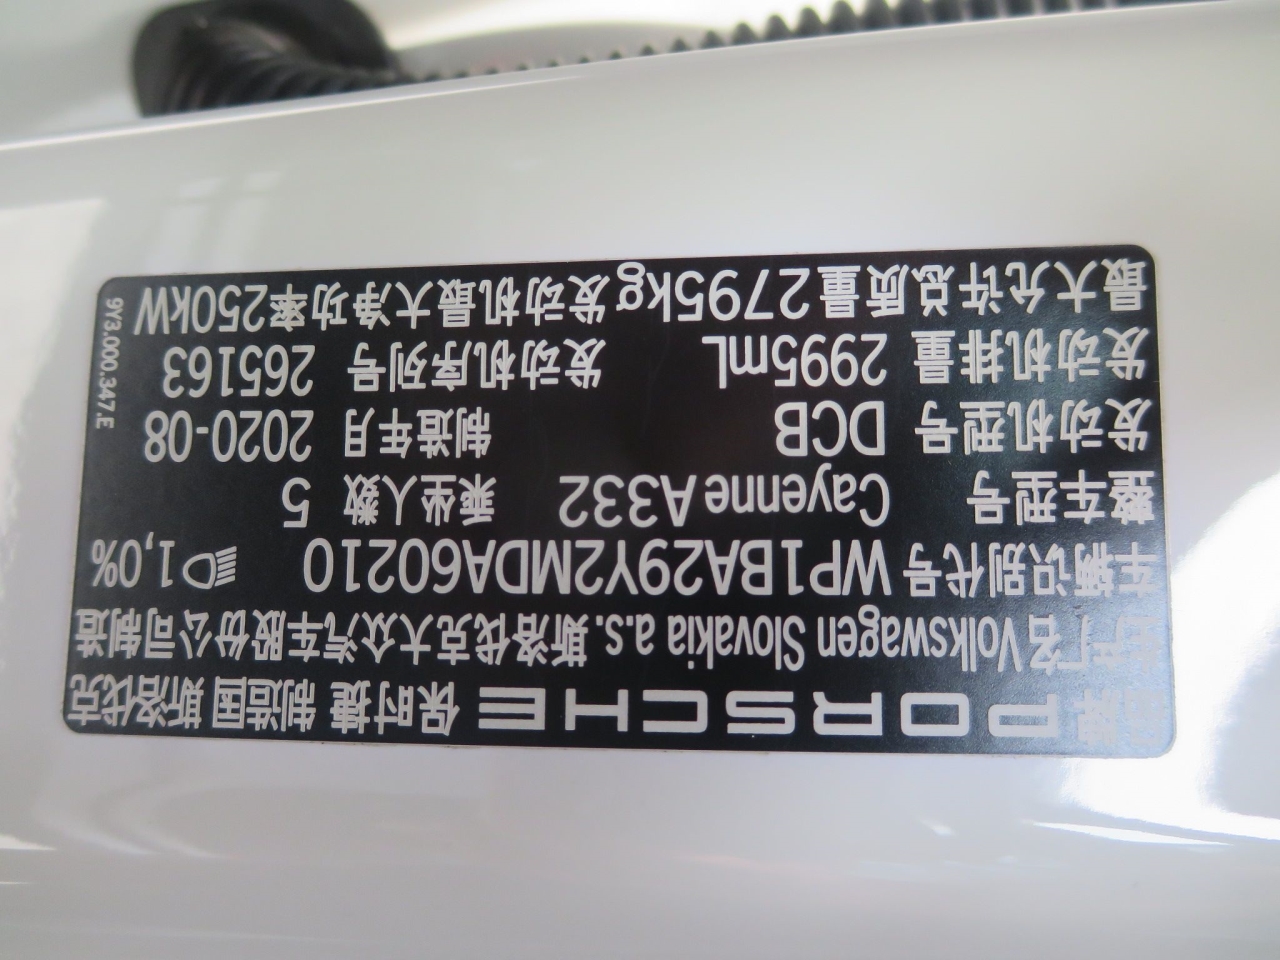 品牌 PORSCHE 保时捷 制造国 斯洛伐克
生产厂名 Volkswagen Slovakia a.s. 斯洛伐克大众汽车股份公司制造
车辆识别代号 WP1BA29Y2MDA60210 1,0%
整车型号 Cayenne A332 乘坐人数 5
发动机型号 DCB 制造年月 2020-08
发动机排量 2995mL 发动机序列号 265163
最大允许总质量 2795kg 发动机最大净功率 250kW
9Y3.000.347.E